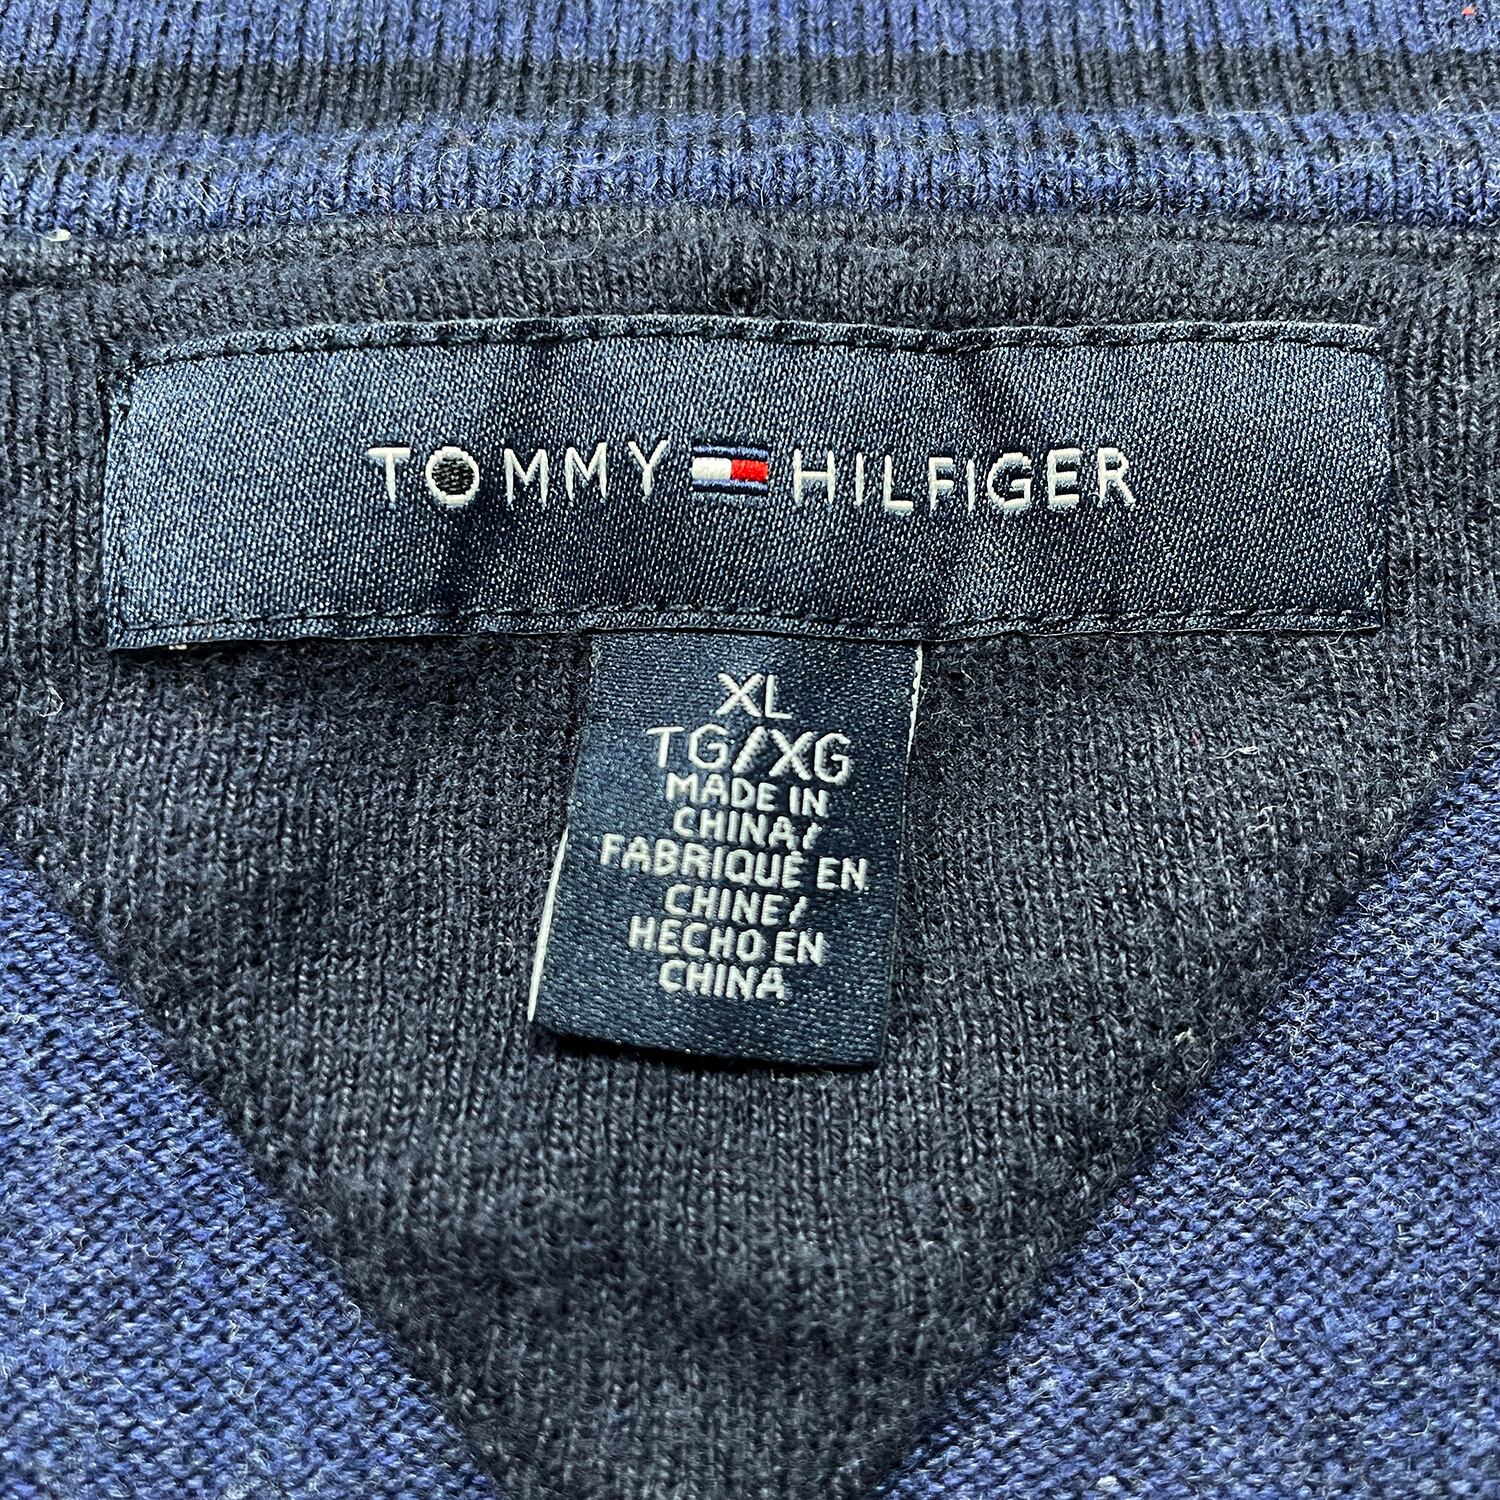 TOMMY HILFIGER
XL
TG/XG
MADE IN
CHINA/
FABRIQUÉ EN
CHINE/
HECHO EN
CHINA